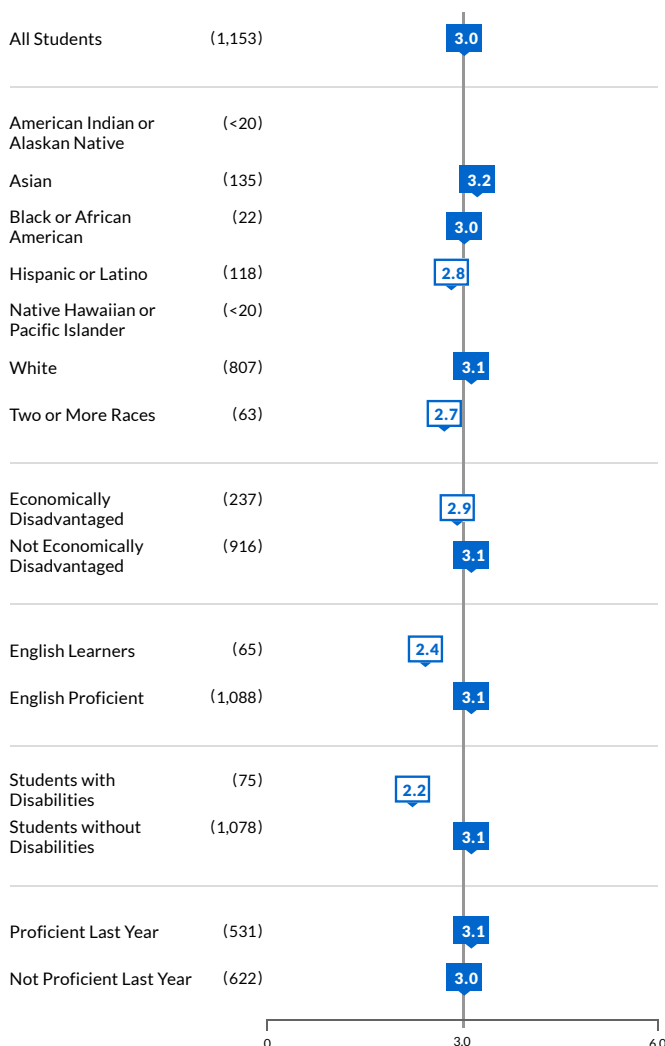 All Students (1,153) 3.0
American Indian or (<20)
Alaskan Native
Asian (135) 3.2
Black or African (22) 3.0
American
Hispanic or Latino (118) 2.8
Native Hawaiian or (<20)
Pacific Islander
White (807) 3.1
Two or More Races (63) 2.7
Economically (237) 2.9
Disadvantaged
Not Economically (916) 3.1
Disadvantaged
English Learners (65) 2.4
English Proficient (1,088) 3.1
Students with (75) 2.2
Disabilities
Students without (1,078) 3.1
Disabilities
Proficient Last Year (531) 3.1
Not Proficient Last Year (622) 3.0
0 3.0 6.0